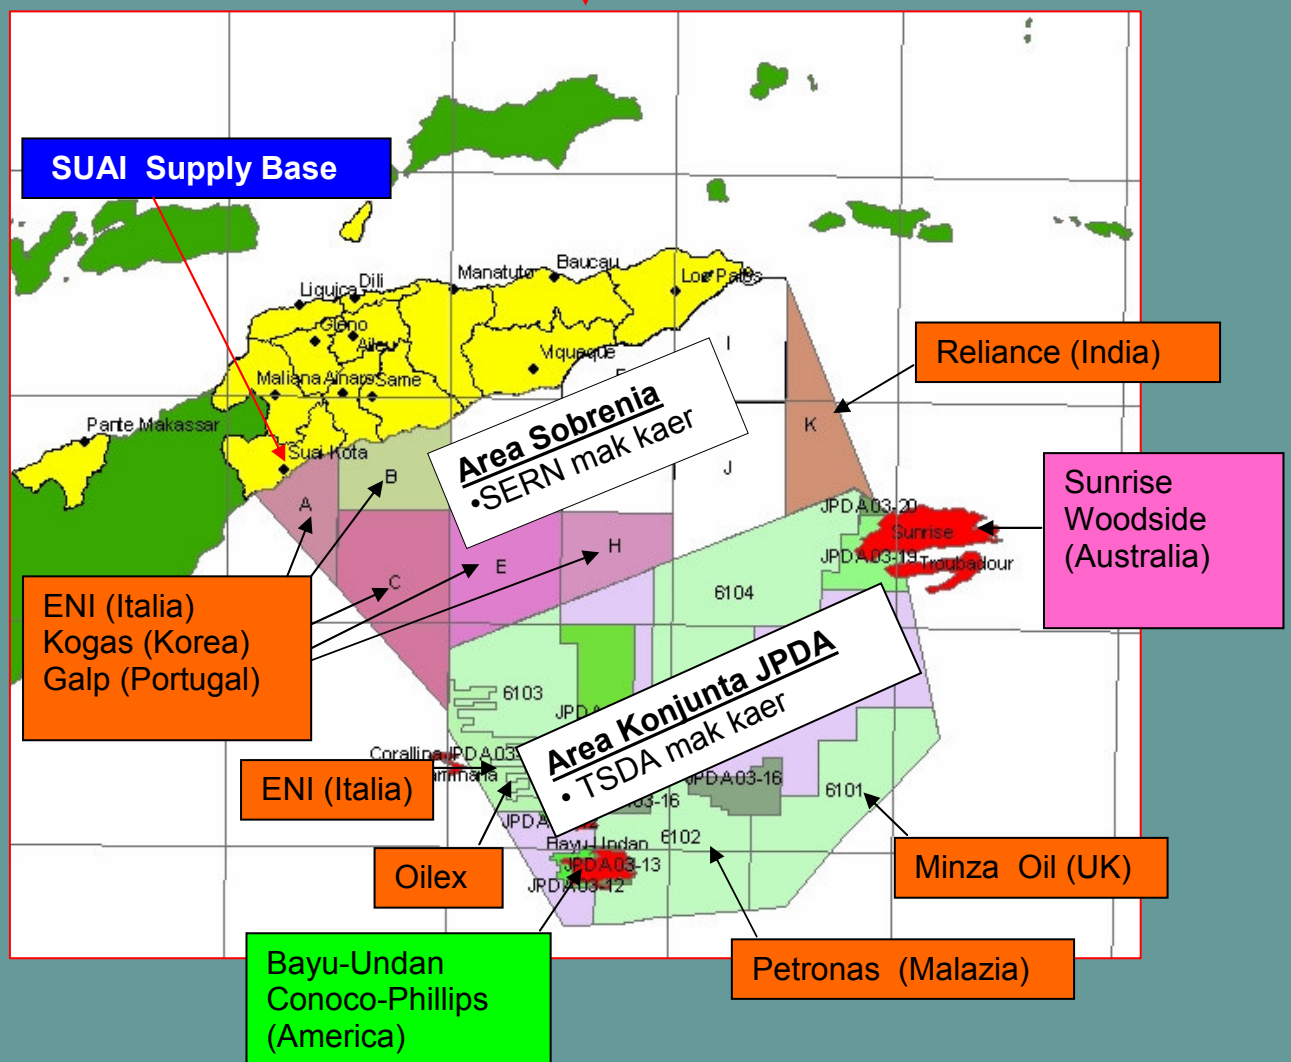 SUAI Supply Base
Baucau
Manatuto
Dili
Liquica
Los Palos
Gleno
Aileu
Viqueque
I
Reliance (India)
Maliana
Ainaro
Same
Area Sobrenia
•SERN mak kaer
K
Pante Makassar
Suai Kota
B
J
A
Sunrise
Woodside
(Australia)
JPDA 03-20
Sunrise
JPDA 03-19
Troubadour
H
E
C
6104
ENI (Italia)
Kogas (Korea)
Galp (Portugal)
Area Konjunta JPDA
• TSDA mak kaer
6103
Corallina
ENI (Italia)
JPDA 03-16
6101
6102
Bayu-Undan
JPDA 03-13
JPDA 03-12
Oilex
Minza Oil (UK)
Petronas (Malazia)
Bayu-Undan
Conoco-Phillips
(America)